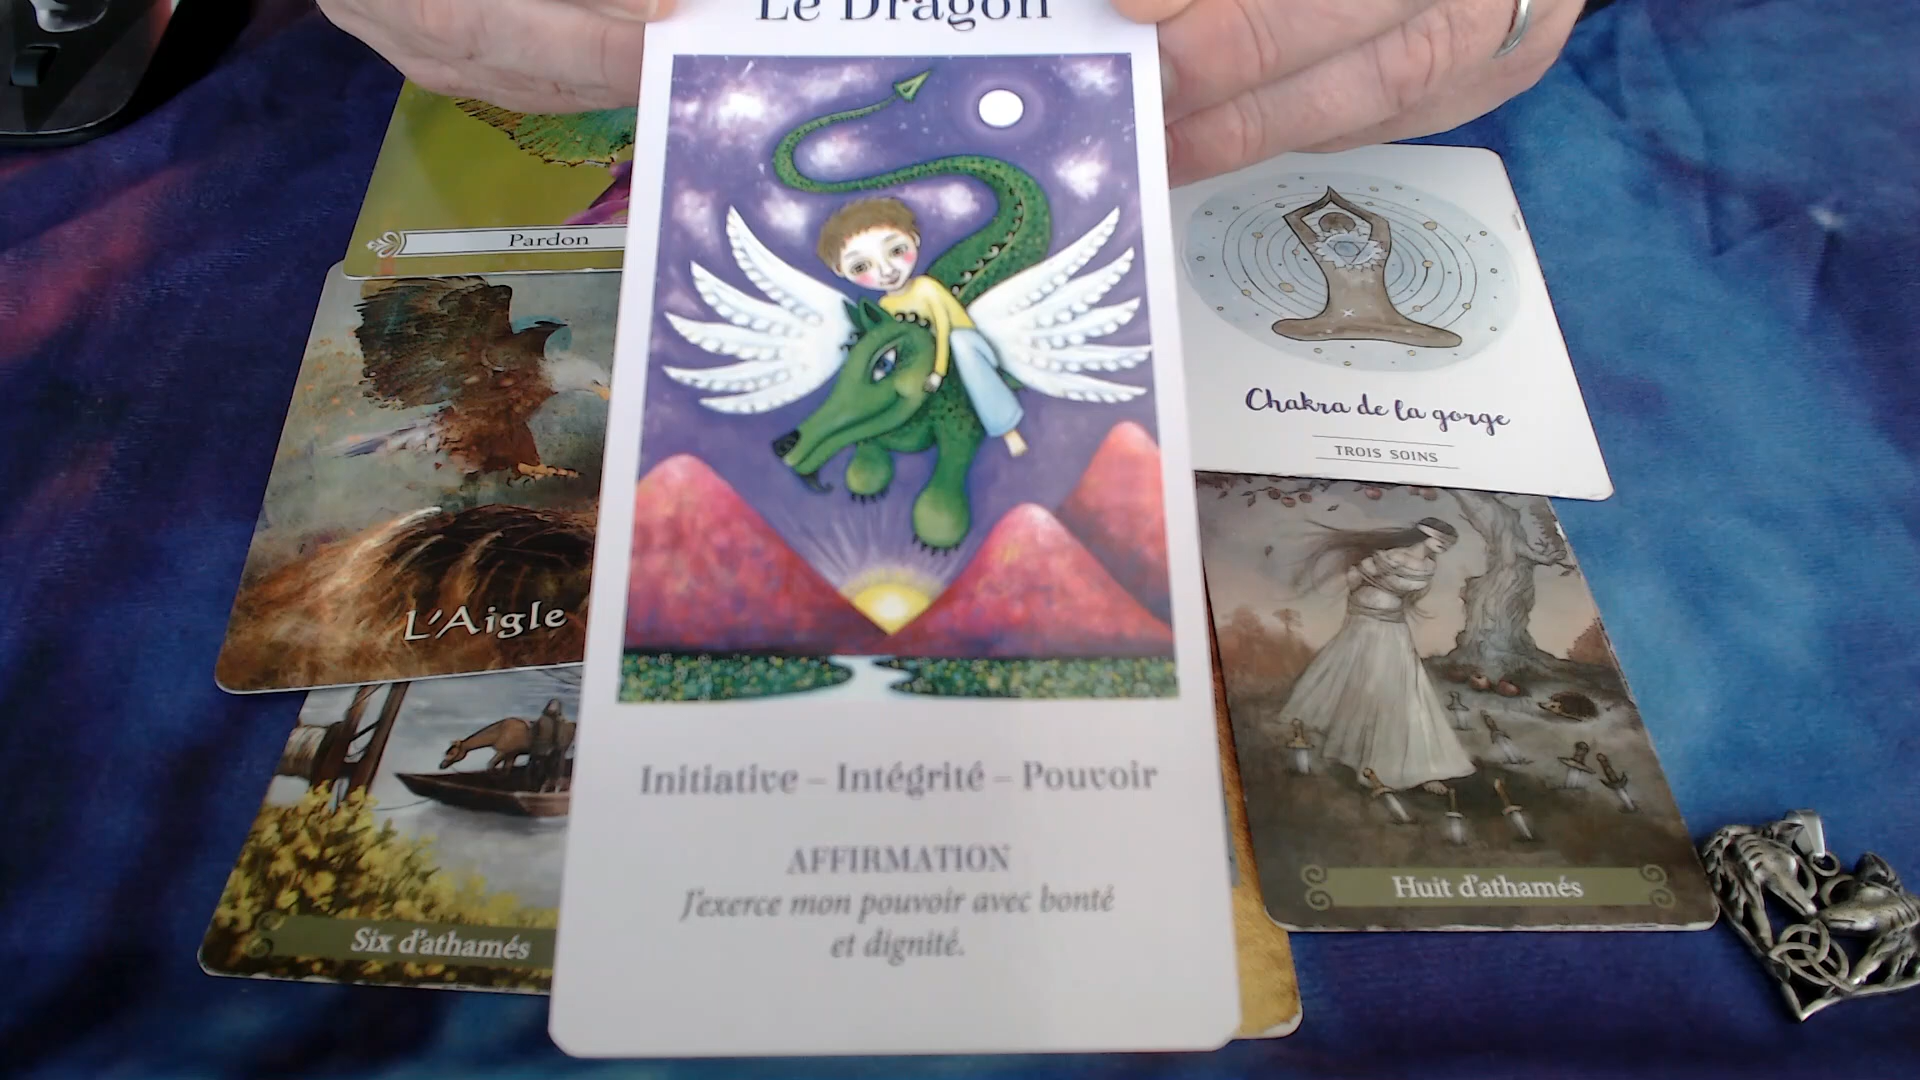 Le Dragon
Pardon
Chakra de la gorge
TROIS SOINS
L'Aigle
Initiative – Intégrité – Pouvoir
AFFIRMATION
J'exerce mon pouvoir avec bonté
et dignité.
Huit d'athamés
Six d'athamés